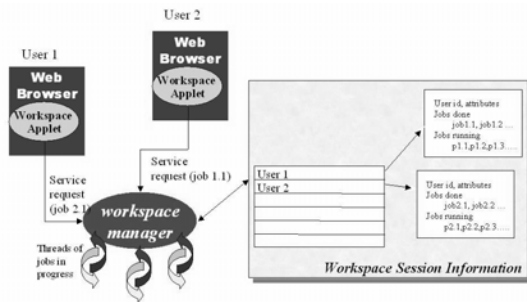 User 1
Web
Browser
Workspace
Applet
User 2
Web
Browser
Workspace
Applet
Service
request
(job 2.1)
Service
request (job 1.1)
workspace
manager
Threads of
jobs in
progress
User 1
User 2
User id, attributes
Jobs done
job1.1, job1.2 ...
Jobs running
p1.1,p1.2,p1.3......
User id, attributes
Jobs done
job2.1, job2.2 ...
Jobs running
p2.1,p2.2,p2.3......
Workspace Session Information